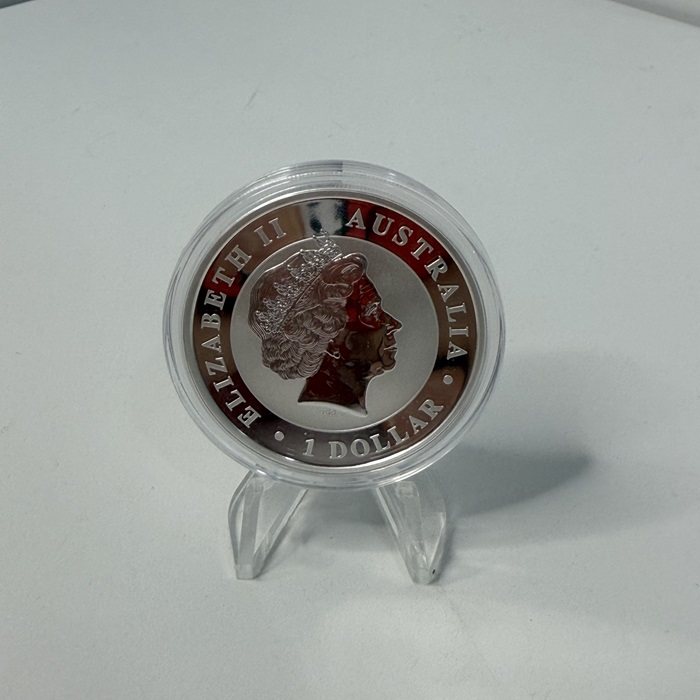 ELIZABETH II
AUSTRALIA
• 1 DOLLAR •